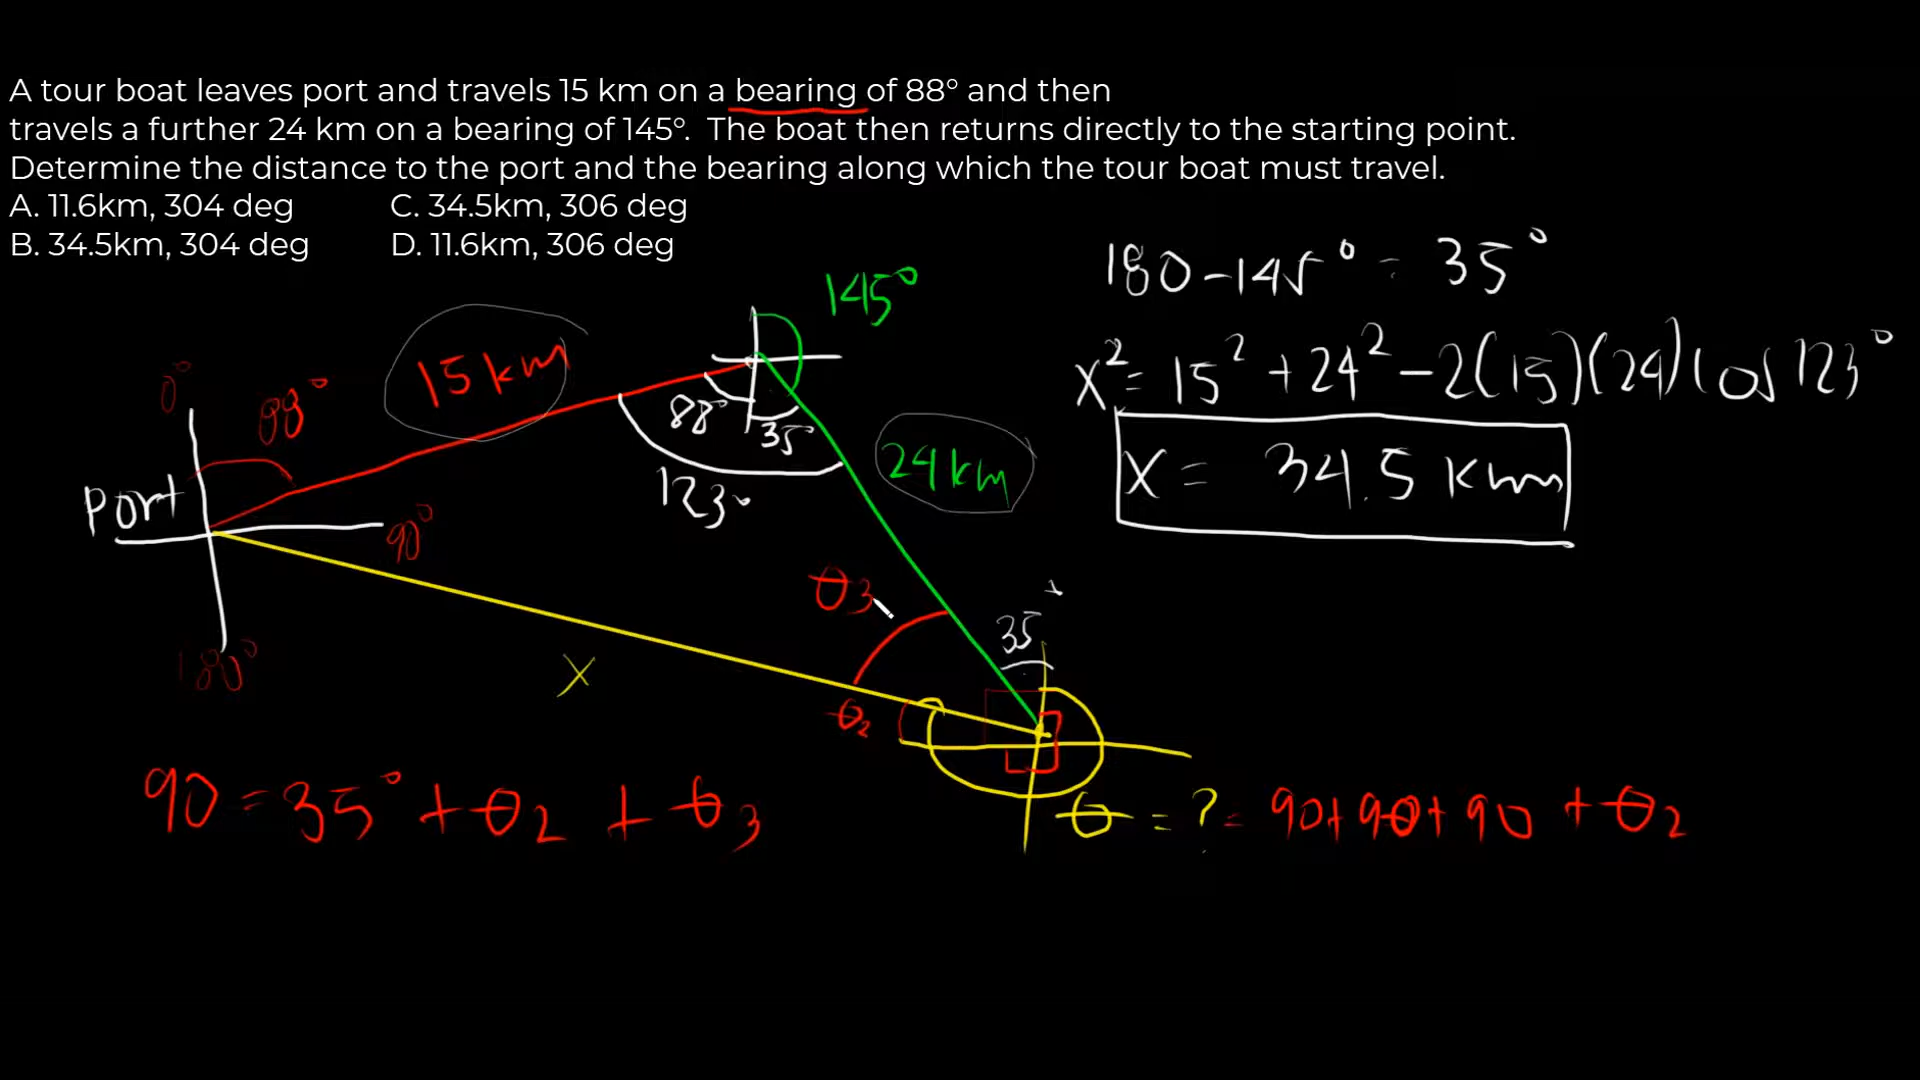 A tour boat leaves port and travels 15 km on a bearing of 88° and then
travels a further 24 km on a bearing of 145°. The boat then returns directly to the starting point.
Determine the distance to the port and the bearing along which the tour boat must travel.
A. 11.6km, 304 deg C. 34.5km, 306 deg
B. 34.5km, 304 deg D. 11.6km, 306 deg
180-145° = 35°
145°
x² = 15² + 24² - 2(15)(24)cos 123°
15 km
0°
88°
88°
35°
24 km
x = 34.5 km
123°
Port
90°
θ3
35°
180°
x
θ2
90 = 35° + θ2 + θ3
θ = ? = 90+90+90 + θ2